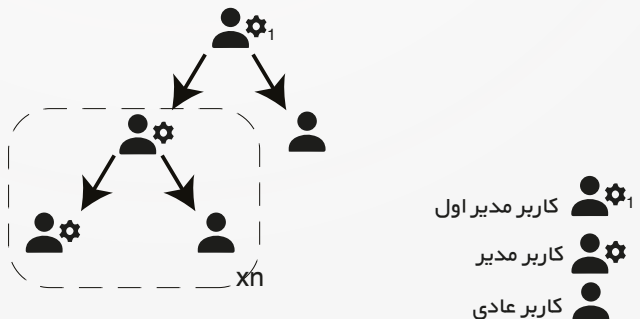 1
xn
کاربر مدیر اول
1
کاربر مدیر
کاربر عادی